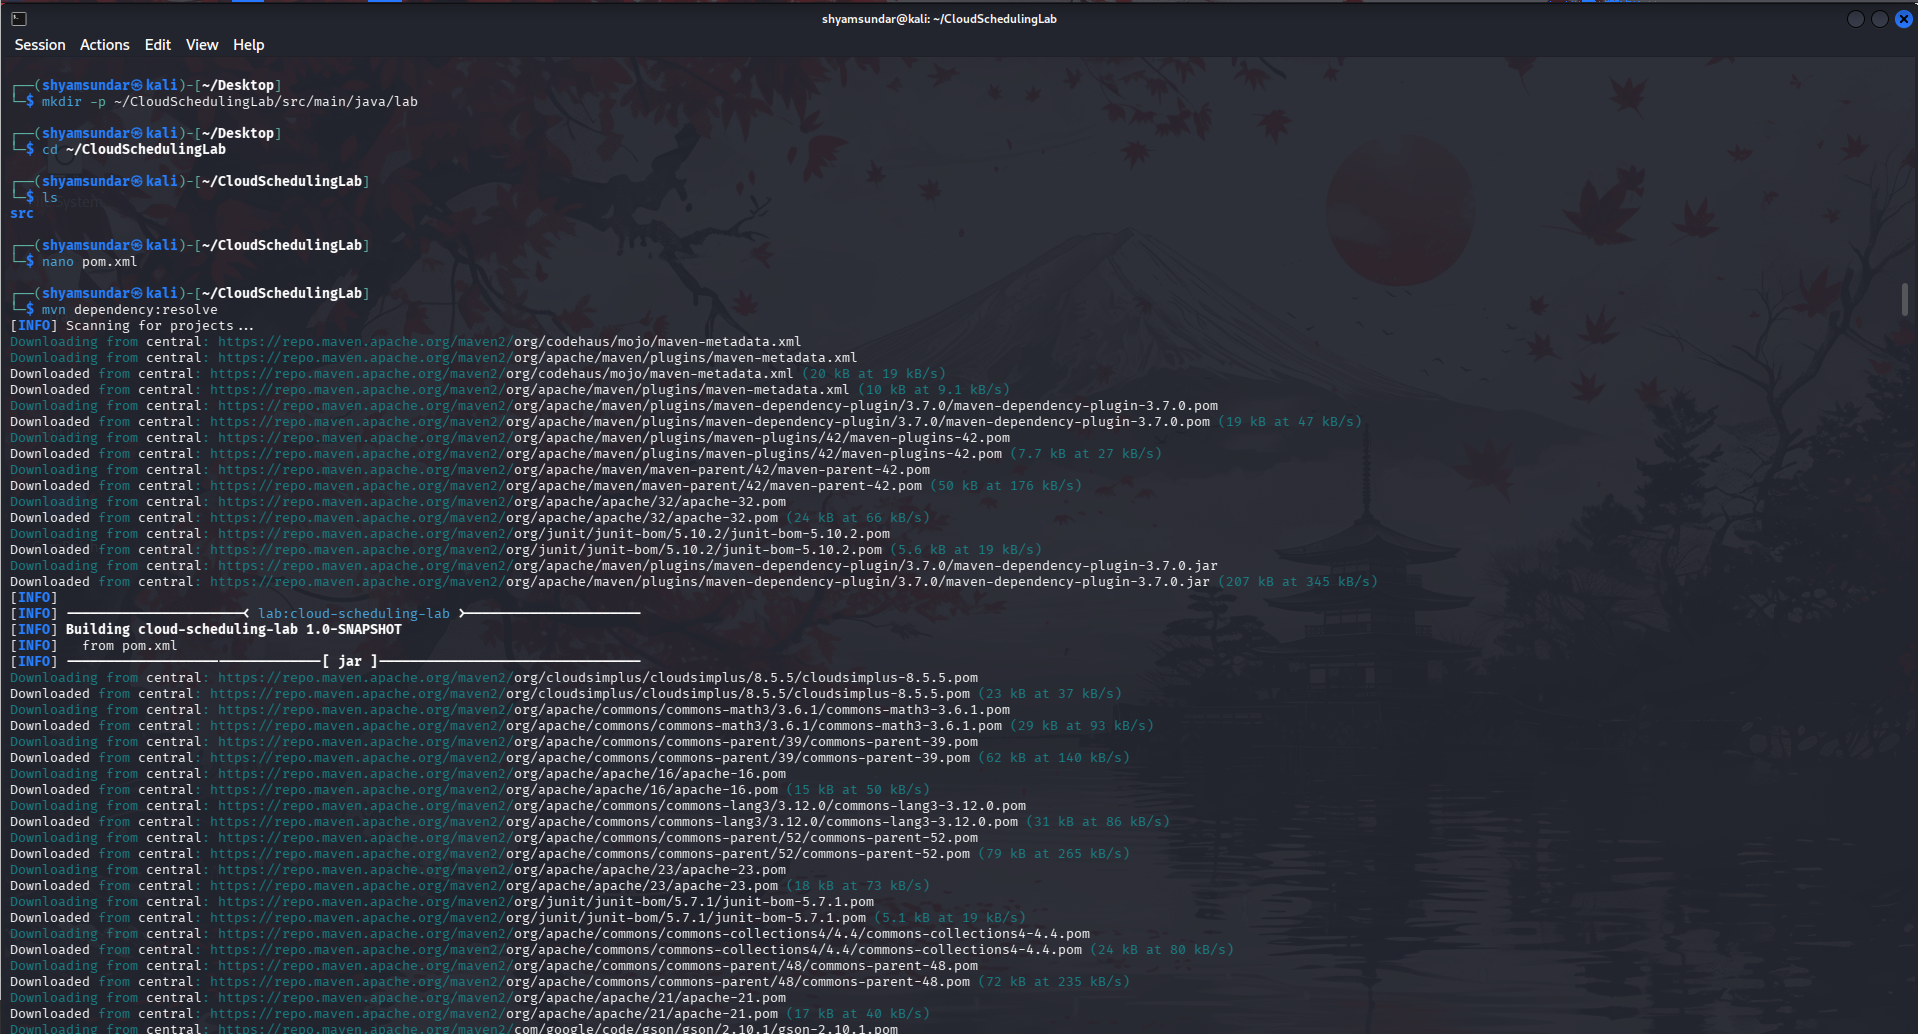 shyamsundar@kali: ~/CloudSchedulingLab
Session Actions Edit View Help
┌──(shyamsundar㉿kali)-[~/Desktop]
└─$ mkdir -p ~/CloudSchedulingLab/src/main/java/lab
┌──(shyamsundar㉿kali)-[~/Desktop]
└─$ cd ~/CloudSchedulingLab
┌──(shyamsundar㉿kali)-[~/CloudSchedulingLab]
└─$ ls
src
┌──(shyamsundar㉿kali)-[~/CloudSchedulingLab]
└─$ nano pom.xml
┌──(shyamsundar㉿kali)-[~/CloudSchedulingLab]
└─$ mvn dependency:resolve
[INFO] Scanning for projects...
Downloading from central: https://repo.maven.apache.org/maven2/org/codehaus/mojo/maven-metadata.xml
Downloading from central: https://repo.maven.apache.org/maven2/org/apache/maven/plugins/maven-metadata.xml
Downloaded from central: https://repo.maven.apache.org/maven2/org/codehaus/mojo/maven-metadata.xml (20 kB at 19 kB/s)
Downloaded from central: https://repo.maven.apache.org/maven2/org/apache/maven/plugins/maven-metadata.xml (10 kB at 9.1 kB/s)
Downloading from central: https://repo.maven.apache.org/maven2/org/apache/maven/plugins/maven-dependency-plugin/3.7.0/maven-dependency-plugin-3.7.0.pom
Downloaded from central: https://repo.maven.apache.org/maven2/org/apache/maven/plugins/maven-dependency-plugin/3.7.0/maven-dependency-plugin-3.7.0.pom (19 kB at 47 kB/s)
Downloading from central: https://repo.maven.apache.org/maven2/org/apache/maven/plugins/maven-plugins/42/maven-plugins-42.pom
Downloaded from central: https://repo.maven.apache.org/maven2/org/apache/maven/plugins/maven-plugins/42/maven-plugins-42.pom (7.7 kB at 27 kB/s)
Downloading from central: https://repo.maven.apache.org/maven2/org/apache/maven/maven-parent/42/maven-parent-42.pom
Downloaded from central: https://repo.maven.apache.org/maven2/org/apache/maven/maven-parent/42/maven-parent-42.pom (50 kB at 176 kB/s)
Downloading from central: https://repo.maven.apache.org/maven2/org/apache/apache/32/apache-32.pom
Downloaded from central: https://repo.maven.apache.org/maven2/org/apache/apache/32/apache-32.pom (24 kB at 66 kB/s)
Downloading from central: https://repo.maven.apache.org/maven2/org/junit/junit-bom/5.10.2/junit-bom-5.10.2.pom
Downloaded from central: https://repo.maven.apache.org/maven2/org/junit/junit-bom/5.10.2/junit-bom-5.10.2.pom (5.6 kB at 19 kB/s)
Downloading from central: https://repo.maven.apache.org/maven2/org/apache/maven/plugins/maven-dependency-plugin/3.7.0/maven-dependency-plugin-3.7.0.jar
Downloaded from central: https://repo.maven.apache.org/maven2/org/apache/maven/plugins/maven-dependency-plugin/3.7.0/maven-dependency-plugin-3.7.0.jar (207 kB at 345 kB/s)
[INFO]
[INFO] ----------------------< lab:cloud-scheduling-lab >----------------------
[INFO] Building cloud-scheduling-lab 1.0-SNAPSHOT
[INFO]   from pom.xml
[INFO] --------------------------------[ jar ]---------------------------------
Downloading from central: https://repo.maven.apache.org/maven2/org/cloudsimplus/cloudsimplus/8.5.5/cloudsimplus-8.5.5.pom
Downloaded from central: https://repo.maven.apache.org/maven2/org/cloudsimplus/cloudsimplus/8.5.5/cloudsimplus-8.5.5.pom (23 kB at 37 kB/s)
Downloading from central: https://repo.maven.apache.org/maven2/org/apache/commons/commons-math3/3.6.1/commons-math3-3.6.1.pom
Downloaded from central: https://repo.maven.apache.org/maven2/org/apache/commons/commons-math3/3.6.1/commons-math3-3.6.1.pom (29 kB at 93 kB/s)
Downloading from central: https://repo.maven.apache.org/maven2/org/apache/commons/commons-parent/39/commons-parent-39.pom
Downloaded from central: https://repo.maven.apache.org/maven2/org/apache/commons/commons-parent/39/commons-parent-39.pom (62 kB at 140 kB/s)
Downloading from central: https://repo.maven.apache.org/maven2/org/apache/apache/16/apache-16.pom
Downloaded from central: https://repo.maven.apache.org/maven2/org/apache/apache/16/apache-16.pom (15 kB at 50 kB/s)
Downloading from central: https://repo.maven.apache.org/maven2/org/apache/commons/commons-lang3/3.12.0/commons-lang3-3.12.0.pom
Downloaded from central: https://repo.maven.apache.org/maven2/org/apache/commons/commons-lang3/3.12.0/commons-lang3-3.12.0.pom (31 kB at 86 kB/s)
Downloading from central: https://repo.maven.apache.org/maven2/org/apache/commons/commons-parent/52/commons-parent-52.pom
Downloaded from central: https://repo.maven.apache.org/maven2/org/apache/commons/commons-parent/52/commons-parent-52.pom (79 kB at 265 kB/s)
Downloading from central: https://repo.maven.apache.org/maven2/org/apache/apache/23/apache-23.pom
Downloaded from central: https://repo.maven.apache.org/maven2/org/apache/apache/23/apache-23.pom (18 kB at 73 kB/s)
Downloading from central: https://repo.maven.apache.org/maven2/org/junit/junit-bom/5.7.1/junit-bom-5.7.1.pom
Downloaded from central: https://repo.maven.apache.org/maven2/org/junit/junit-bom/5.7.1/junit-bom-5.7.1.pom (5.1 kB at 19 kB/s)
Downloading from central: https://repo.maven.apache.org/maven2/org/apache/commons/commons-collections4/4.4/commons-collections4-4.4.pom
Downloaded from central: https://repo.maven.apache.org/maven2/org/apache/commons/commons-collections4/4.4/commons-collections4-4.4.pom (24 kB at 80 kB/s)
Downloading from central: https://repo.maven.apache.org/maven2/org/apache/commons/commons-parent/48/commons-parent-48.pom
Downloaded from central: https://repo.maven.apache.org/maven2/org/apache/commons/commons-parent/48/commons-parent-48.pom (72 kB at 235 kB/s)
Downloading from central: https://repo.maven.apache.org/maven2/org/apache/apache/21/apache-21.pom
Downloaded from central: https://repo.maven.apache.org/maven2/org/apache/apache/21/apache-21.pom (17 kB at 40 kB/s)
Downloading from central: https://repo.maven.apache.org/maven2/com/google/code/gson/gson/2.10.1/gson-2.10.1.pom